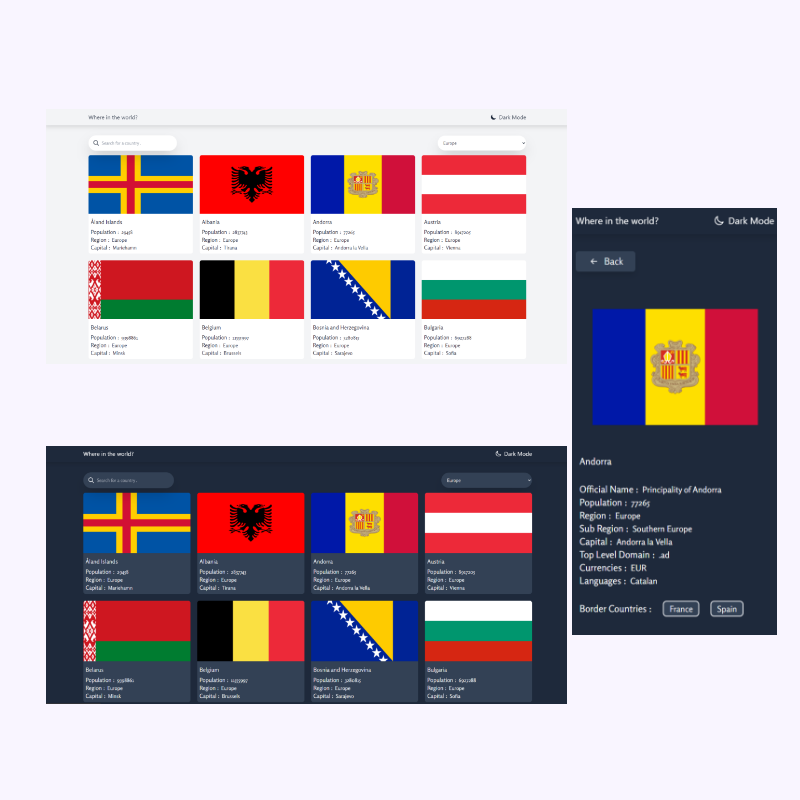 Where in the world?
Dark Mode
Search for a country..
Europe
Åland Islands
Population : 29458
Region : Europe
Capital : Mariehamn
Albania
Population : 2837743
Region : Europe
Capital : Tirana
Andorra
Population : 77265
Region : Europe
Capital : Andorra la Vella
Austria
Population : 8917205
Region : Europe
Capital : Vienna
Belarus
Region : Europe
Capital : Minsk
Belgium
Region : Europe
Capital : Brussels
Bosnia and Herzegovina
Population : 3280815
Region : Europe
Capital : Sarajevo
Bulgaria
Population : 6927288
Region : Europe
Capital : Sofia
Where in the world?
Dark Mode
Search for a country..
Europe
Åland Islands
Population : 29458
Region : Europe
Capital : Mariehamn
Albania
Population : 2837743
Region : Europe
Capital : Tirana
Andorra
Population : 77265
Region : Europe
Capital : Andorra la Vella
Austria
Population : 8917205
Region : Europe
Capital : Vienna
Belarus
Region : Europe
Capital : Minsk
Belgium
Region : Europe
Capital : Brussels
Bosnia and Herzegovina
Population : 3280815
Region : Europe
Capital : Sarajevo
Bulgaria
Population : 6927288
Region : Europe
Capital : Sofia
Where in the world?
Dark Mode
Back
Andorra
Official Name : Principality of Andorra
Population : 77265
Region : Europe
Sub Region : Southern Europe
Capital : Andorra la Vella
Top Level Domain : .ad
Currencies : EUR
Languages : Catalan
Border Countries : France Spain